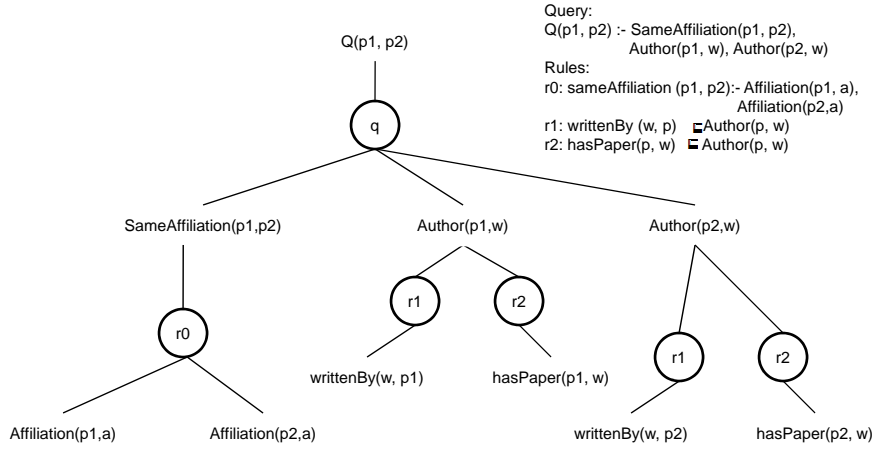 Query:
Q(p1, p2) :- SameAffiliation(p1, p2),
Author(p1, w), Author(p2, w)
Rules:
r0: sameAffiliation (p1, p2):- Affiliation(p1, a),
Affiliation(p2,a)
r1: writtenBy (w, p) ⊑ Author(p, w)
r2: hasPaper(p, w) ⊑ Author(p, w)
Q(p1, p2)
q
SameAffiliation(p1,p2)
Author(p1,w)
Author(p2,w)
r1
r2
r0
r1
r2
writtenBy(w, p1)
hasPaper(p1, w)
Affiliation(p1,a)
Affiliation(p2,a)
writtenBy(w, p2)
hasPaper(p2, w)